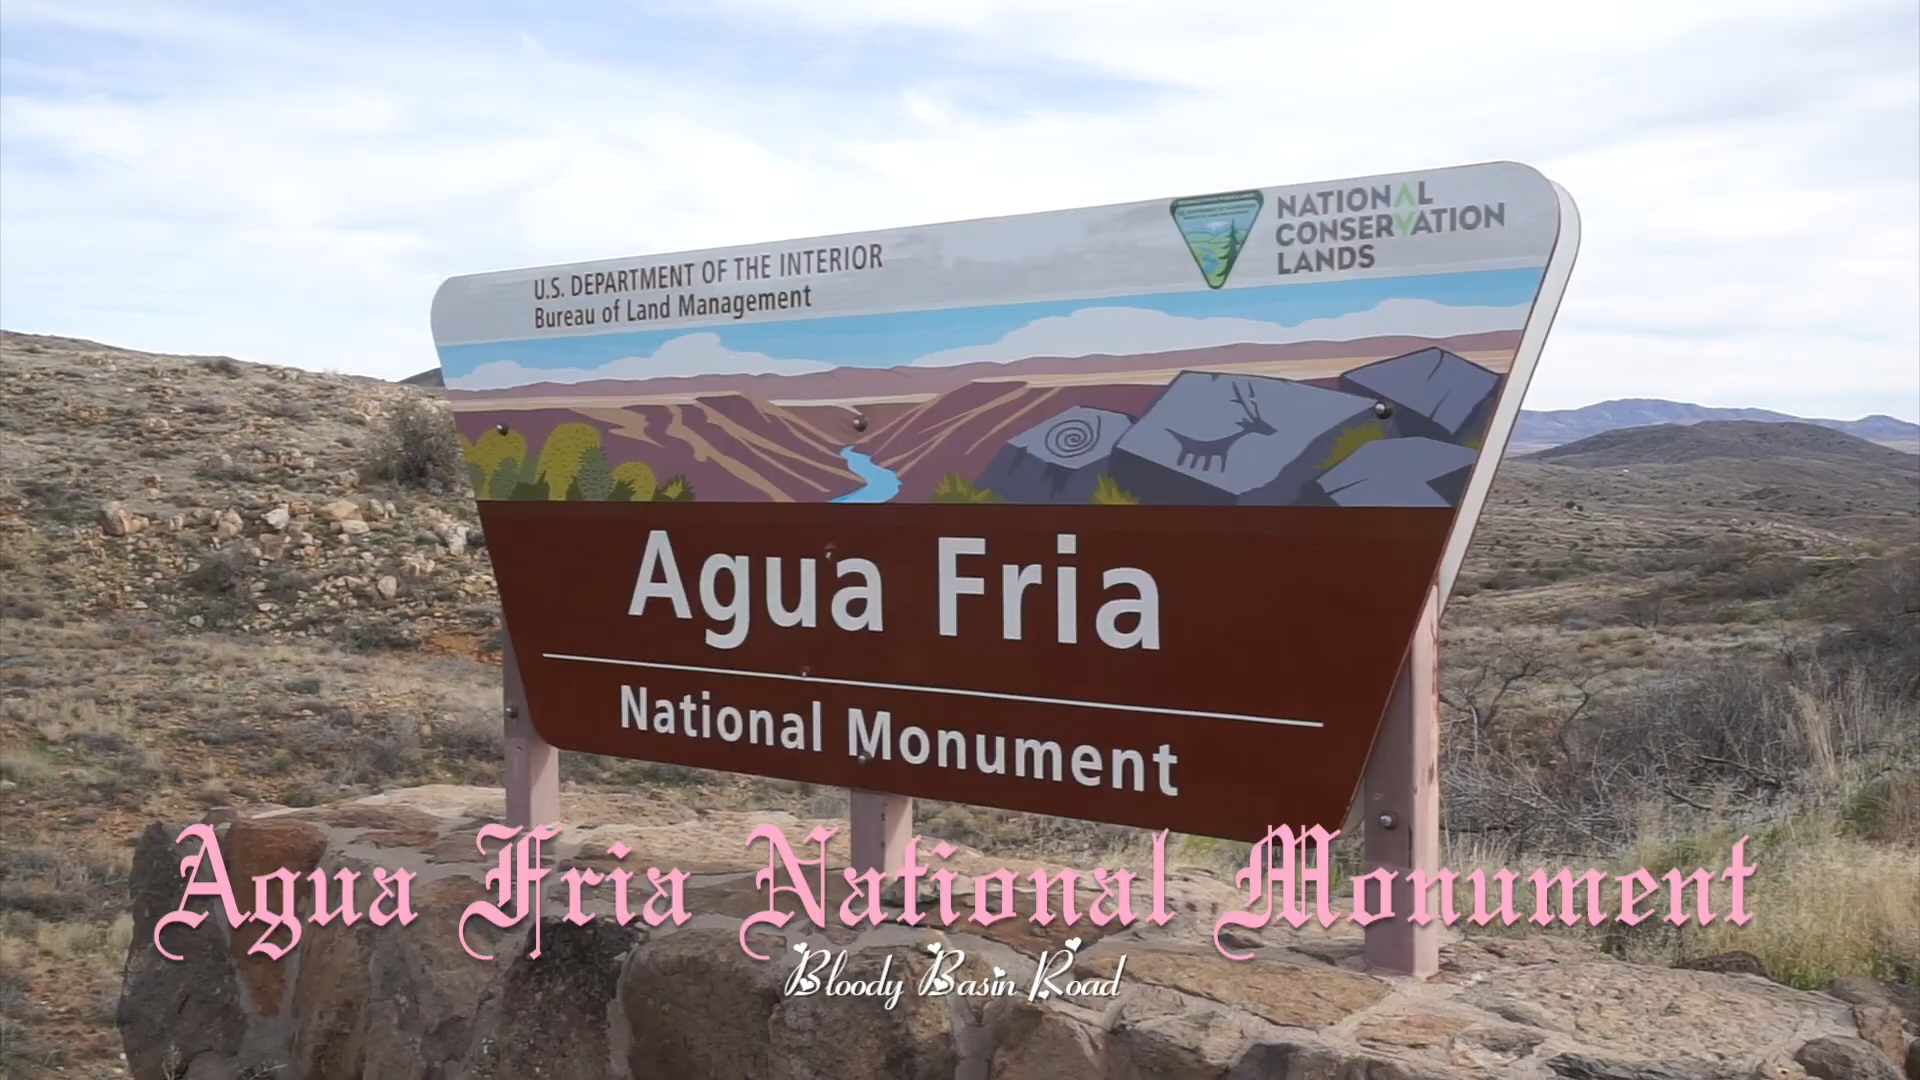 U.S. DEPARTMENT OF THE INTERIOR
Bureau of Land Management
NATIONAL
CONSERVATION
LANDS
Agua Fria
National Monument
Agua Fria National Monument
Bloody Basin Road